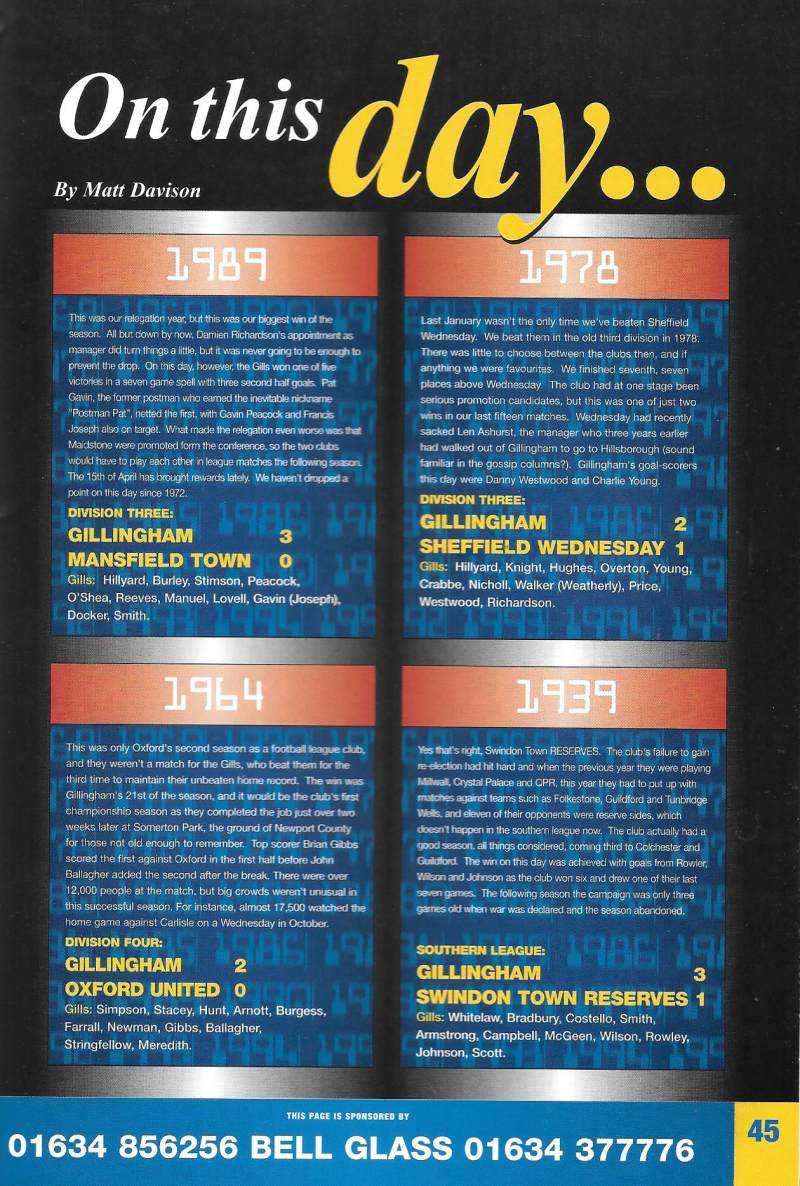 On this day...
By Matt Davison
1989
This was our relegation year, but this was our biggest win of the
season. All but down by now, Damien Richardson's appointment as
manager did turn things a little, but it was never going to be enough to
prevent the drop. On this day, however, the Gills won one of five
victories in a seven game spell with three second half goals. Pat
Gavin, the former postman who earned the inevitable nickname
"Postman Pat", netted the first, with Gavin Peacock and Francis
Joseph also on target. What made the relegation even worse was that
Maidstone were promoted form the conference, so the two clubs
would have to play each other in league matches the following season.
The 15th of April has brought rewards lately. We haven't dropped a
point on this day since 1972.
DIVISION THREE:
GILLINGHAM 3
MANSFIELD TOWN 0
Gills: Hillyard, Burley, Stimson, Peacock,
O'Shea, Reeves, Manuel, Lovell, Gavin (Joseph),
Docker, Smith.
1978
Last January wasn't the only time we've beaten Sheffield
Wednesday. We beat them in the old third division in 1978.
There was little to choose between the clubs then, and if
anything we were favourites. We finished seventh, seven
places above Wednesday. The club had at one stage been
serious promotion candidates, but this was one of just two
wins in our last fifteen matches. Wednesday had recently
sacked Len Ashurst, the manager who three years earlier
had walked out of Gillingham to go to Hillsborough (sound
familiar in the gossip columns?). Gillingham's goal-scorers
this day were Danny Westwood and Charlie Young.
DIVISION THREE:
GILLINGHAM 2
SHEFFIELD WEDNESDAY 1
Gills: Hillyard, Knight, Hughes, Overton, Young,
Crabbe, Nicholl, Walker (Weatherly), Price,
Westwood, Richardson.
1964
This was only Oxford's second season as a football league club,
and they weren't a match for the Gills, who beat them for the
third time to maintain their unbeaten home record. The win was
Gillingham's 21st of the season, and it would be the club's first
championship season as they completed the job just over two
weeks later at Somerton Park, the ground of Newport County
for those not old enough to remember. Top scorer Brian Gibbs
scored the first against Oxford in the first half before John
Ballagher added the second after the break. There were over
12,000 people at the match, but big crowds weren't unusual in
this successful season. For instance, almost 17,500 watched the
home game against Carlisle on a Wednesday in October.
DIVISION FOUR:
GILLINGHAM 2
OXFORD UNITED 0
Gills: Simpson, Stacey, Hunt, Arnott, Burgess,
Farrall, Newman, Gibbs, Ballagher,
Stringfellow, Meredith.
1939
Yes that's right, Swindon Town RESERVES. The club's failure to gain
re-election had hit hard and when the previous year they were playing
Millwall, Crystal Palace and QPR, this year they had to put up with
matches against teams such as Folkestone, Guildford and Tunbridge
Wells, and eleven of their opponents were reserve sides, which
doesn't happen in the southern league now. The club actually had a
good season, all things considered, coming third to Colchester and
Guildford. The win on this day was achieved with goals from Rowler,
Wilson and Johnson as the club won six and drew one of their last
seven games. The following season the campaign was only three
games old when war was declared and the season abandoned.
SOUTHERN LEAGUE:
GILLINGHAM 3
SWINDON TOWN RESERVES 1
Gills: Whitelaw, Bradbury, Costello, Smith,
Armstrong, Campbell, McGeen, Wilson, Rowley,
Johnson, Scott.
THIS PAGE IS SPONSORED BY
01634 856256 BELL GLASS 01634 377776
45